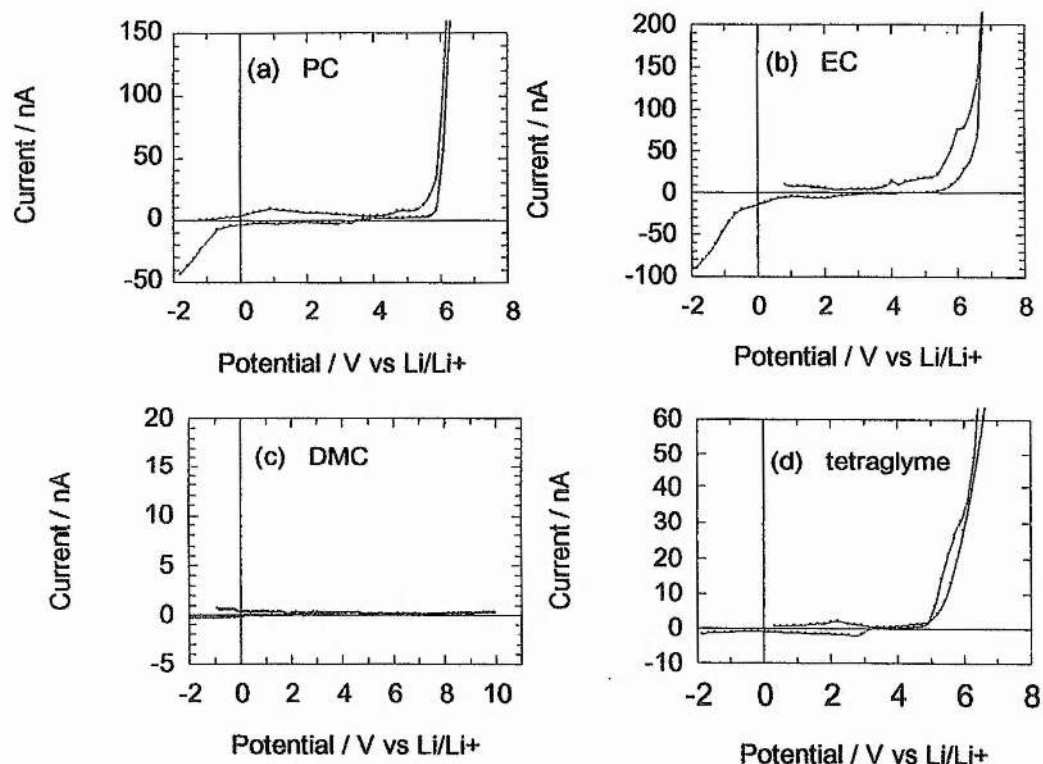 150
100
50
0
-50
Current / nA
(a) PC
-2 0 2 4 6 8
Potential / V vs Li/Li+
200
150
100
50
0
-50
-100
Current / nA
(b) EC
-2 0 2 4 6 8
Potential / V vs Li/Li+
20
15
10
5
0
-5
Current / nA
(c) DMC
-2 0 2 4 6 8 10
Potential / V vs Li/Li+
60
50
40
30
20
10
0
-10
Current / nA
(d) tetraglyme
-2 0 2 4 6 8
Potential / V vs Li/Li+